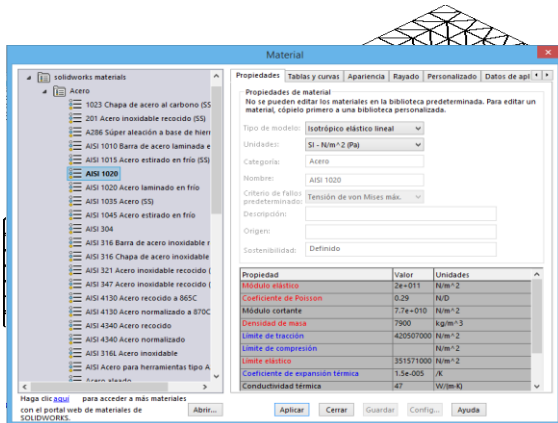 Material
solidworks materials
Acero
1023 Chapa de acero al carbono (SS
201 Acero inoxidable recocido (SS)
A286 Súper aleación a base de hierr
AISI 1010 Barra de acero laminada e
AISI 1015 Acero estirado en frío (SS)
AISI 1020
AISI 1020 Acero laminado en frío
AISI 1035 Acero (SS)
AISI 1045 Acero estirado en frío
AISI 304
AISI 316 Barra de acero inoxidable r
AISI 316 Chapa de acero inoxidable
AISI 321 Acero inoxidable recocido (
AISI 347 Acero inoxidable recocido (
AISI 4130 Acero recocido a 865C
AISI 4130 Acero normalizado a 870C
AISI 4340 Acero recocido
AISI 4340 Acero normalizado
AISI 316L Acero inoxidable
AISI Acero para herramientas tipo A
Acero aleado
Haga clic aquí para acceder a más materiales
con el portal web de materiales de
SOLIDWORKS.
Abrir...
Propiedades Tablas y curvas Apariencia Rayado Personalizado Datos de apl
Propiedades de material
No se pueden editar los materiales en la biblioteca predeterminada. Para editar un
material, cópielo primero a una biblioteca personalizada.
Tipo de modelo: Isotrópico elástico lineal
Unidades: SI - N/m^2 (Pa)
Categoría: Acero
Nombre: AISI 1020
Criterio de fallos
predeterminado: Tensión de von Mises máx.
Descripción:
Origen:
Sostenibilidad: Definido
Propiedad Valor Unidades
Módulo elástico 2e+011 N/m^2
Coeficiente de Poisson 0.29 N/D
Módulo cortante 7.7e+010 N/m^2
Densidad de masa 7900 kg/m^3
Límite de tracción 420507000 N/m^2
Límite de compresión N/m^2
Límite elástico 351571000 N/m^2
Coeficiente de expansión térmica 1.5e-005 /K
Conductividad térmica 47 W/(m·K)
Aplicar Cerrar Guardar Config... Ayuda